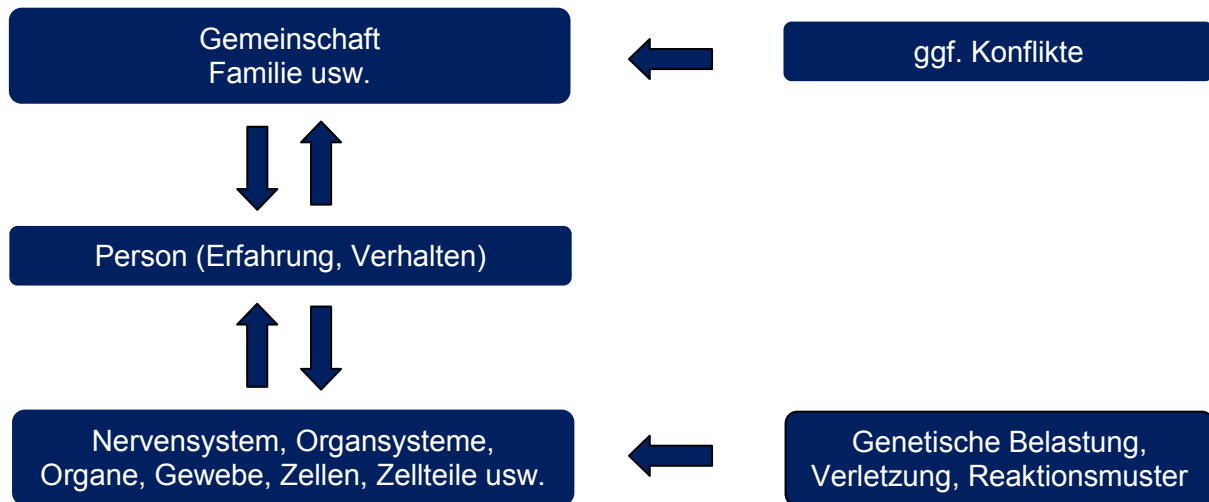 Gemeinschaft
Familie usw.
ggf. Konflikte
Person (Erfahrung, Verhalten)
Nervensystem, Organsysteme,
Organe, Gewebe, Zellen, Zellteile usw.
Genetische Belastung,
Verletzung, Reaktionsmuster